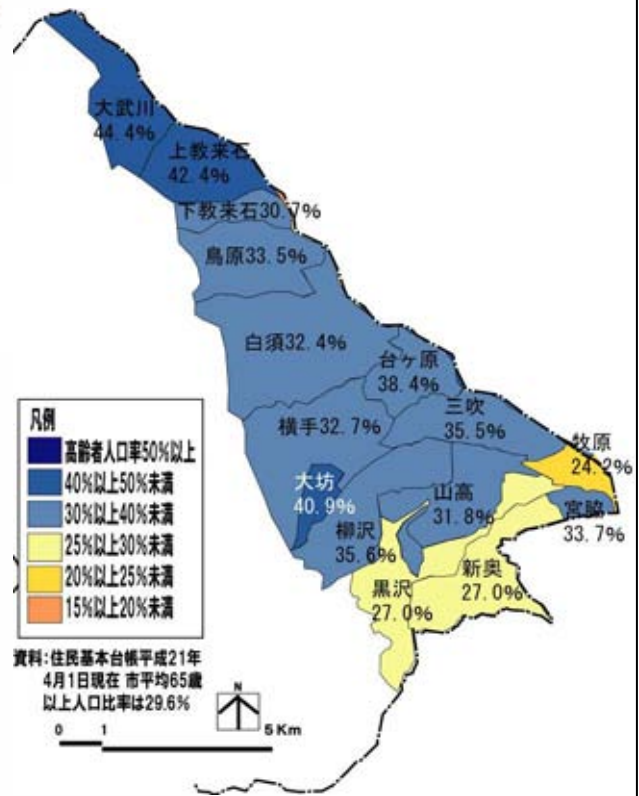 大武川
44.4%
上教来石
42.4%
下教来石30.7%
鳥原33.5%
白須32.4%
台ヶ原
38.4%
三吹
35.5%
横手32.7%
牧原
24.2%
大坊
40.9%
山高
31.8%
宮脇
33.7%
柳沢
35.6%
新奥
27.0%
黒沢
27.0%
凡例
高齢者人口率50%以上
40%以上50%未満
30%以上40%未満
25%以上30%未満
20%以上25%未満
15%以上20%未満
資料:住民基本台帳平成21年
4月1日現在 市平均65歳
以上人口比率は29.6%
N
0 1 5 Km